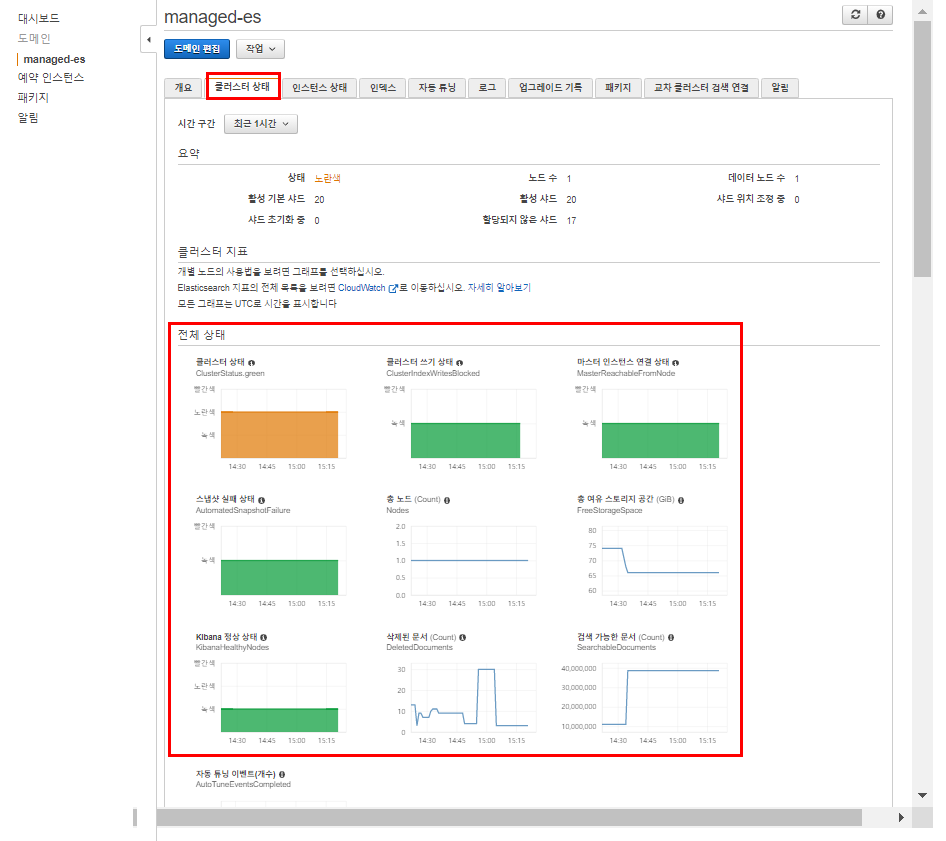 대시보드
도메인
managed-es
예약 인스턴스
패키지
알림
managed-es
도메인 편집 작업
개요 클러스터 상태 인스턴스 상태 인덱스 자동 튜닝 로그 업그레이드 기록 패키지 교차 클러스터 검색 연결 알림
시간 구간 최근 1시간
요약
상태 노란색 노드 수 1 데이터 노드 수 1
활성 기본 샤드 20 활성 샤드 20 샤드 위치 조정 중 0
샤드 초기화 중 0 할당되지 않은 샤드 17
클러스터 지표
개별 노드의 사용법을 보려면 그래프를 선택하십시오.
Elasticsearch 지표의 전체 목록을 보려면 CloudWatch 로 이동하십시오. 자세히 알아보기
모든 그래프는 UTC로 시간을 표시합니다
전체 상태
클러스터 상태 클러스터 쓰기 상태 마스터 인스턴스 연결 상태
ClusterStatus.green ClusterIndexWritesBlocked MasterReachableFromNode
빨간색 빨간색 빨간색
노란색
녹색 녹색 녹색
14:30 14:45 15:00 15:15 14:30 14:45 15:00 15:15 14:30 14:45 15:00 15:15
스냅샷 실패 상태 총 노드 (Count) 총 여유 스토리지 공간 (GiB)
AutomatedSnapshotFailure Nodes FreeStorageSpace
빨간색 2.0 80
1.5 75
녹색 1.0 70
0.5 65
0.0 60
14:30 14:45 15:00 15:15 14:30 14:45 15:00 15:15 14:30 14:45 15:00 15:15
Kibana 정상 상태 삭제된 문서 (Count) 검색 가능한 문서 (Count)
KibanaHealthyNodes DeletedDocuments SearchableDocuments
빨간색 30 40,000,000
노란색 20 30,000,000
녹색 10 20,000,000
0 10,000,000
14:30 14:45 15:00 15:15 14:30 14:45 15:00 15:15 14:30 14:45 15:00 15:15
자동 튜닝 이벤트(개수)
AutoTuneEventsCompleted